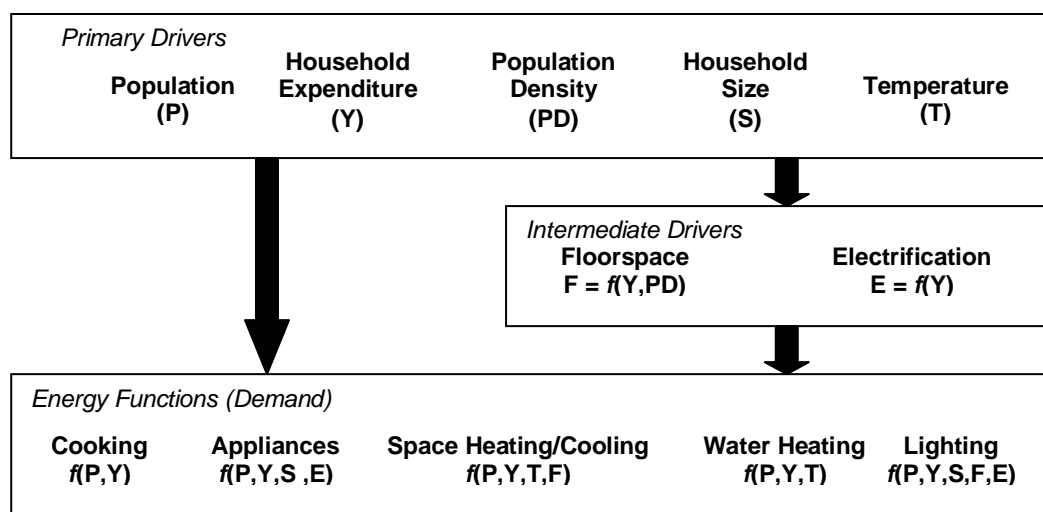 Primary Drivers
Population
(P)
Household
Expenditure
(Y)
Population
Density
(PD)
Household
Size
(S)
Temperature
(T)
Intermediate Drivers
Floorspace
F = f(Y,PD)
Electrification
E = f(Y)
Energy Functions (Demand)
Cooking
f(P,Y)
Appliances
f(P,Y,S ,E)
Space Heating/Cooling
f(P,Y,T,F)
Water Heating
f(P,Y,T)
Lighting
f(P,Y,S,F,E)